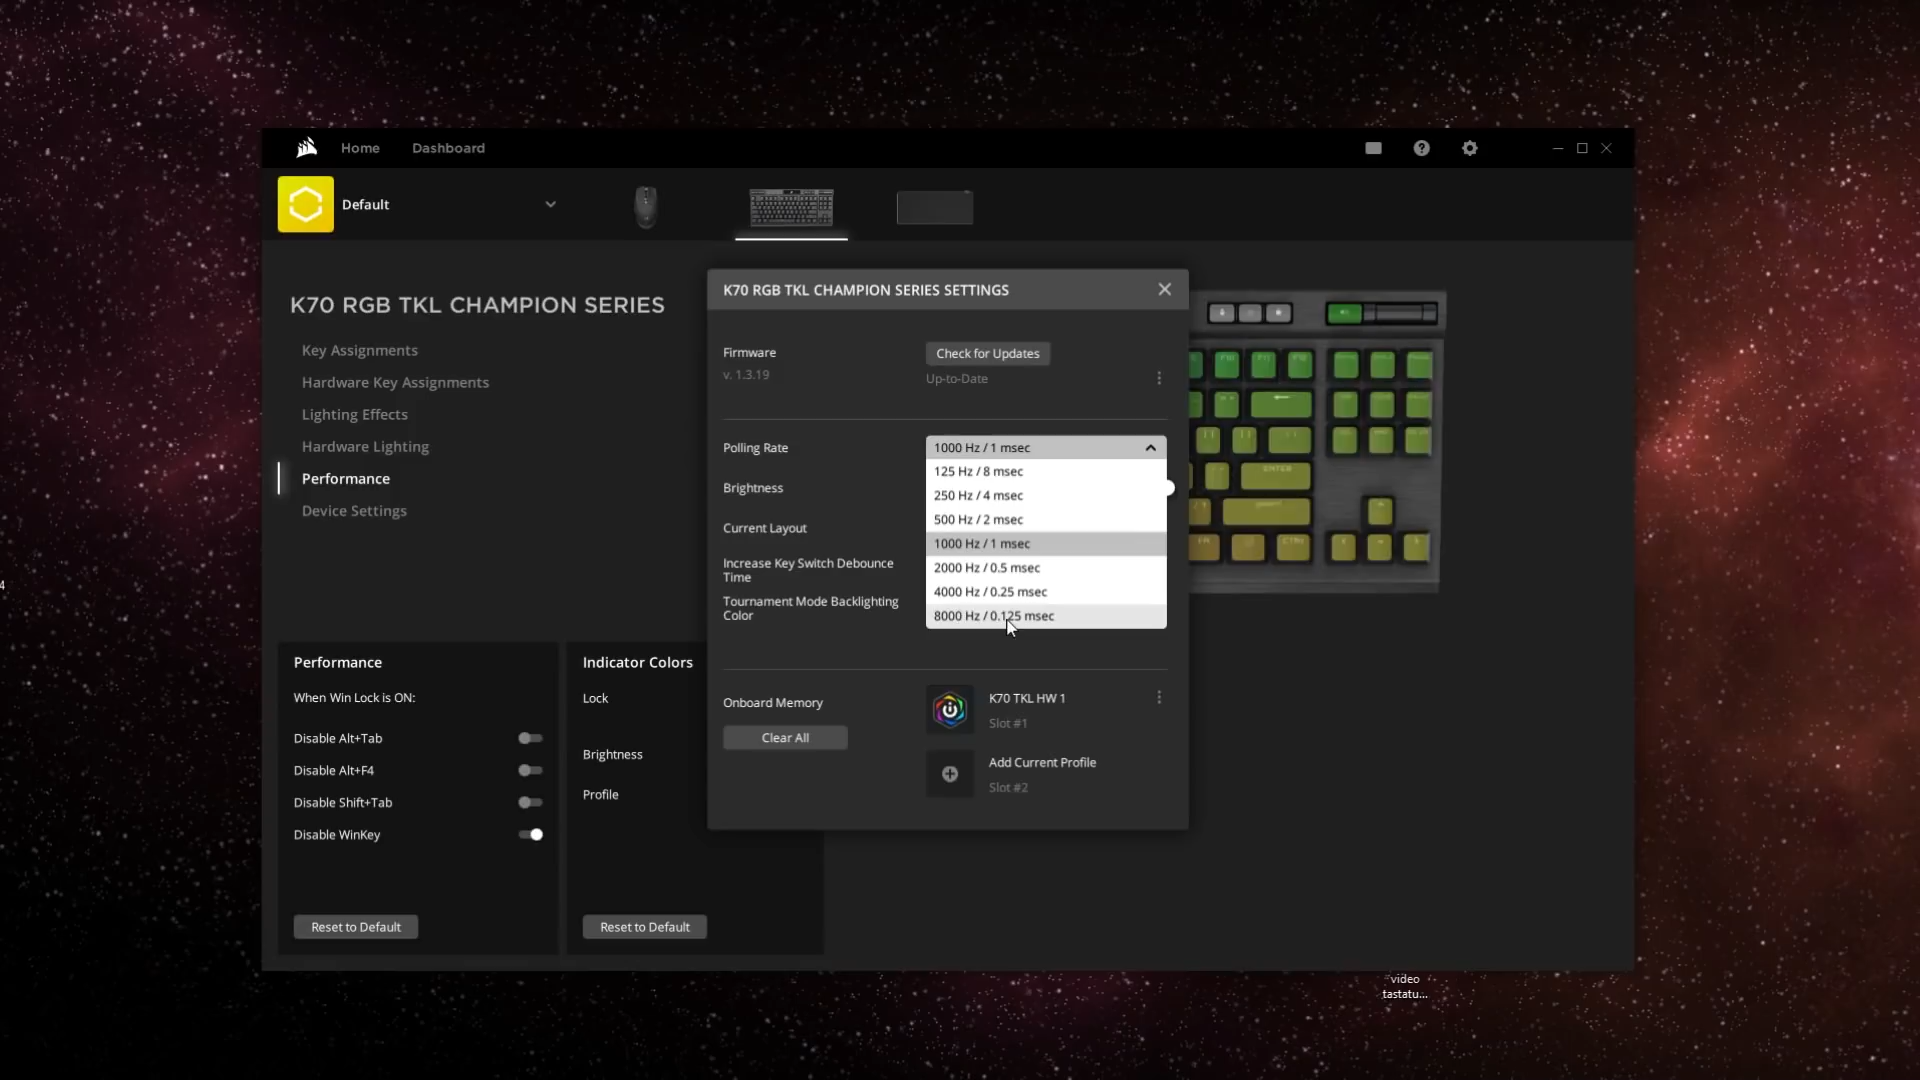 Home
Dashboard
Default
K70 RGB TKL CHAMPION SERIES
Key Assignments
Hardware Key Assignments
Lighting Effects
Hardware Lighting
Performance
Device Settings
K70 RGB TKL CHAMPION SERIES SETTINGS
Firmware
v. 1.3.19
Check for Updates
Up-to-Date
Polling Rate
1000 Hz / 1 msec
125 Hz / 8 msec
250 Hz / 4 msec
500 Hz / 2 msec
1000 Hz / 1 msec
2000 Hz / 0.5 msec
4000 Hz / 0.25 msec
8000 Hz / 0.125 msec
Brightness
Current Layout
Increase Key Switch Debounce
Time
Tournament Mode Backlighting
Color
Onboard Memory
Clear All
K70 TKL HW 1
Slot #1
Add Current Profile
Slot #2
ENTER
CTRL
4
Performance
When Win Lock is ON:
Disable Alt+Tab
Disable Alt+F4
Disable Shift+Tab
Disable WinKey
Reset to Default
Indicator Colors
Lock
Brightness
Profile
Reset to Default
video
tastatu...